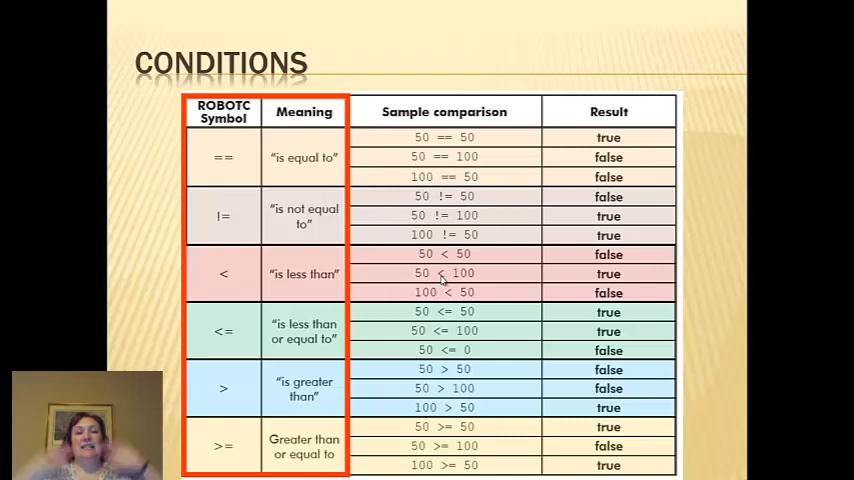 CONDITIONS
ROBOTC Symbol Meaning Sample comparison Result
== "is equal to" 50 == 50 true
50 == 100 false
100 == 50 false
!= "is not equal to" 50 != 50 false
50 != 100 true
100 != 50 true
< "is less than" 50 < 50 false
50 < 100 true
100 < 50 false
<= "is less than or equal to" 50 <= 50 true
50 <= 100 true
50 <= 0 false
> "is greater than" 50 > 50 false
50 > 100 false
100 > 50 true
>= Greater than or equal to 50 >= 50 true
50 >= 100 false
100 >= 50 true